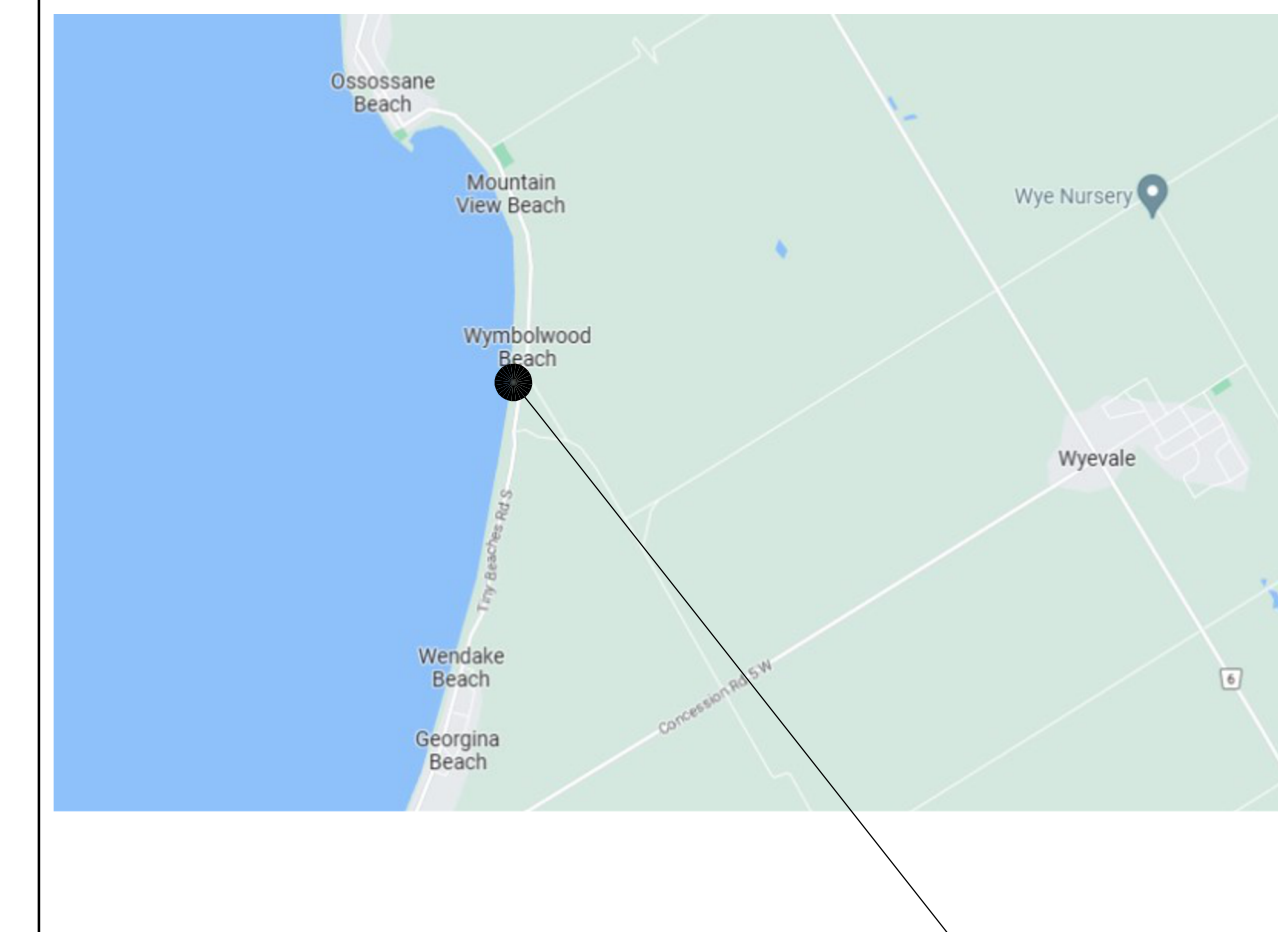 Ossossane
Beach
Mountain
View Beach
Wye Nursery
Wymbolwood
Beach
Wyevale
Tiny Beaches Rd S
Wendake
Beach
Concession Rd 5 W
6
Georgina
Beach